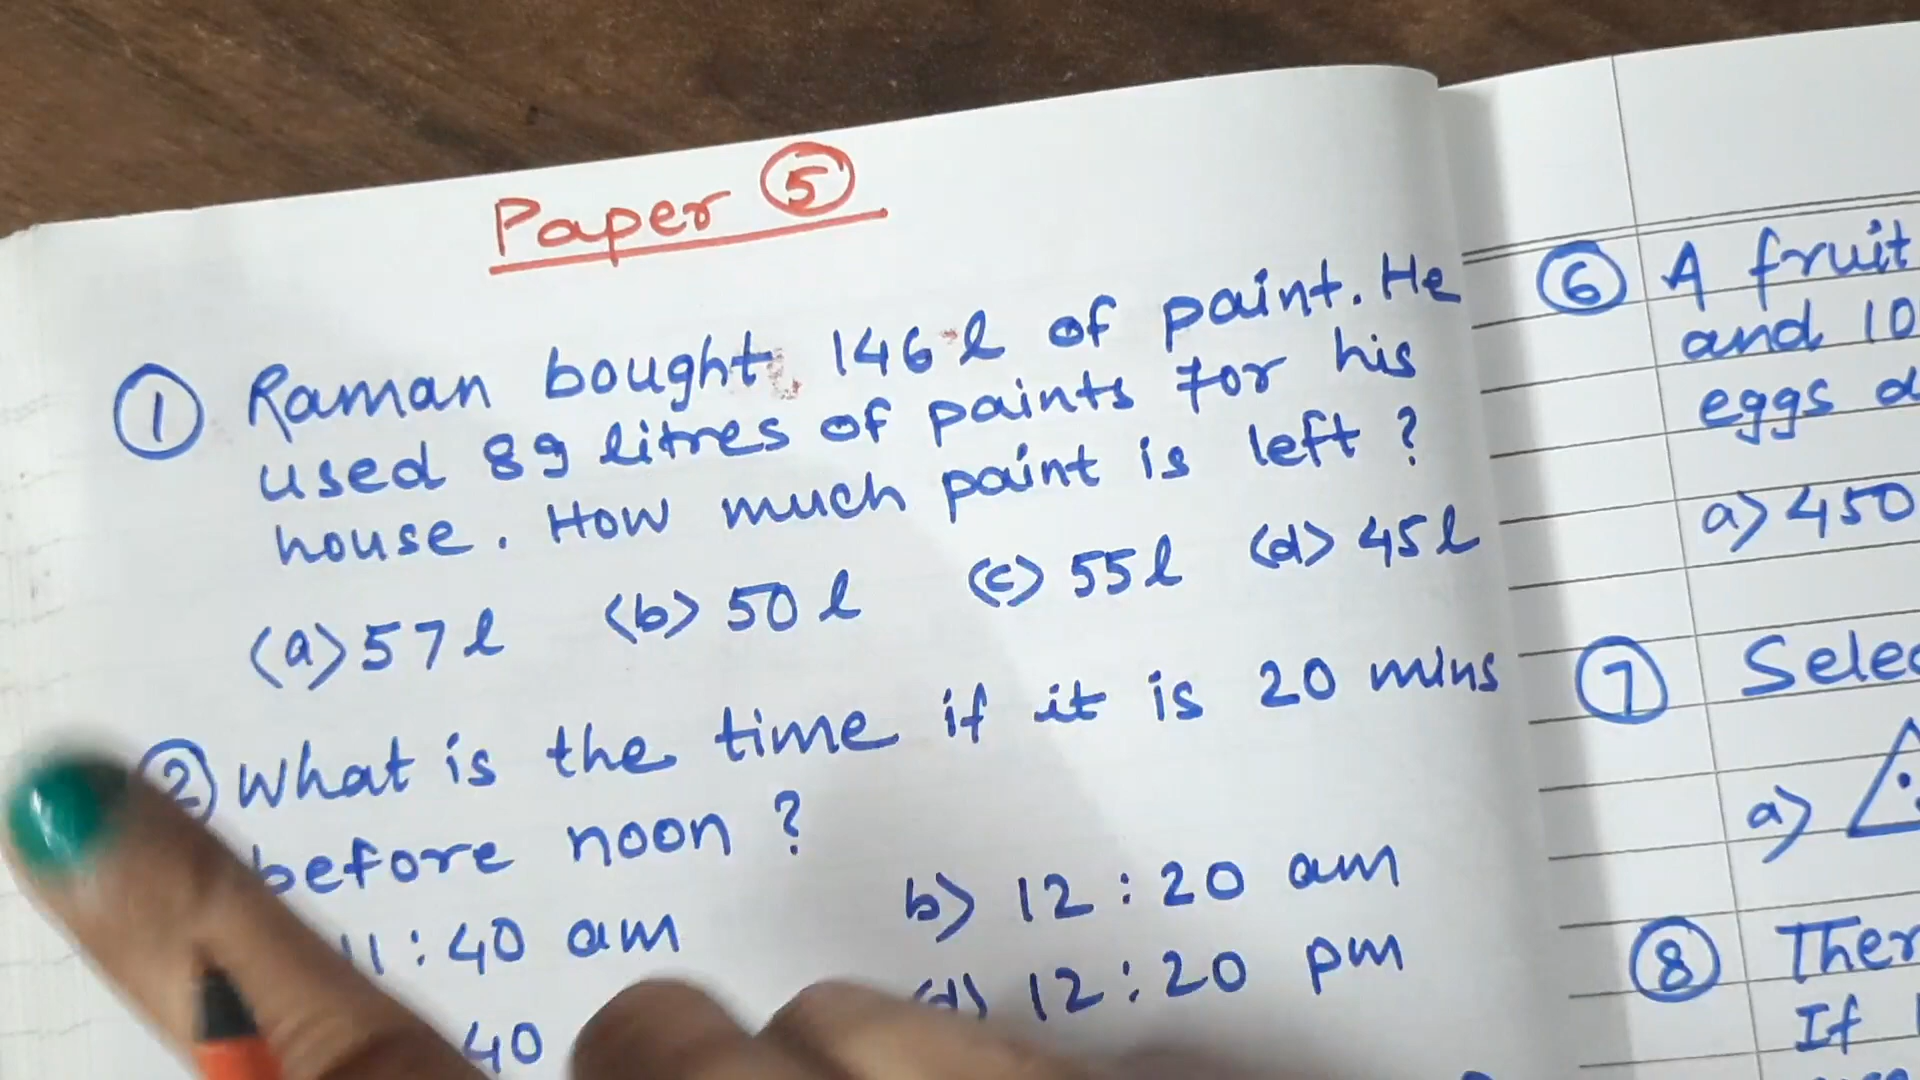 Paper 5
1 Raman bought 146 l of paint. He
used 89 litres of paints for his
house. How much paint is left ?
(a) 57 l (b) 50 l (c) 55 l (d) 45 l
2 What is the time if it is 20 mins
before noon ?
11 : 40 am b) 12 : 20 am
40 (d) 12 : 20 pm
6 A fruit
and 10
eggs
a) 450
7
a)
8
If